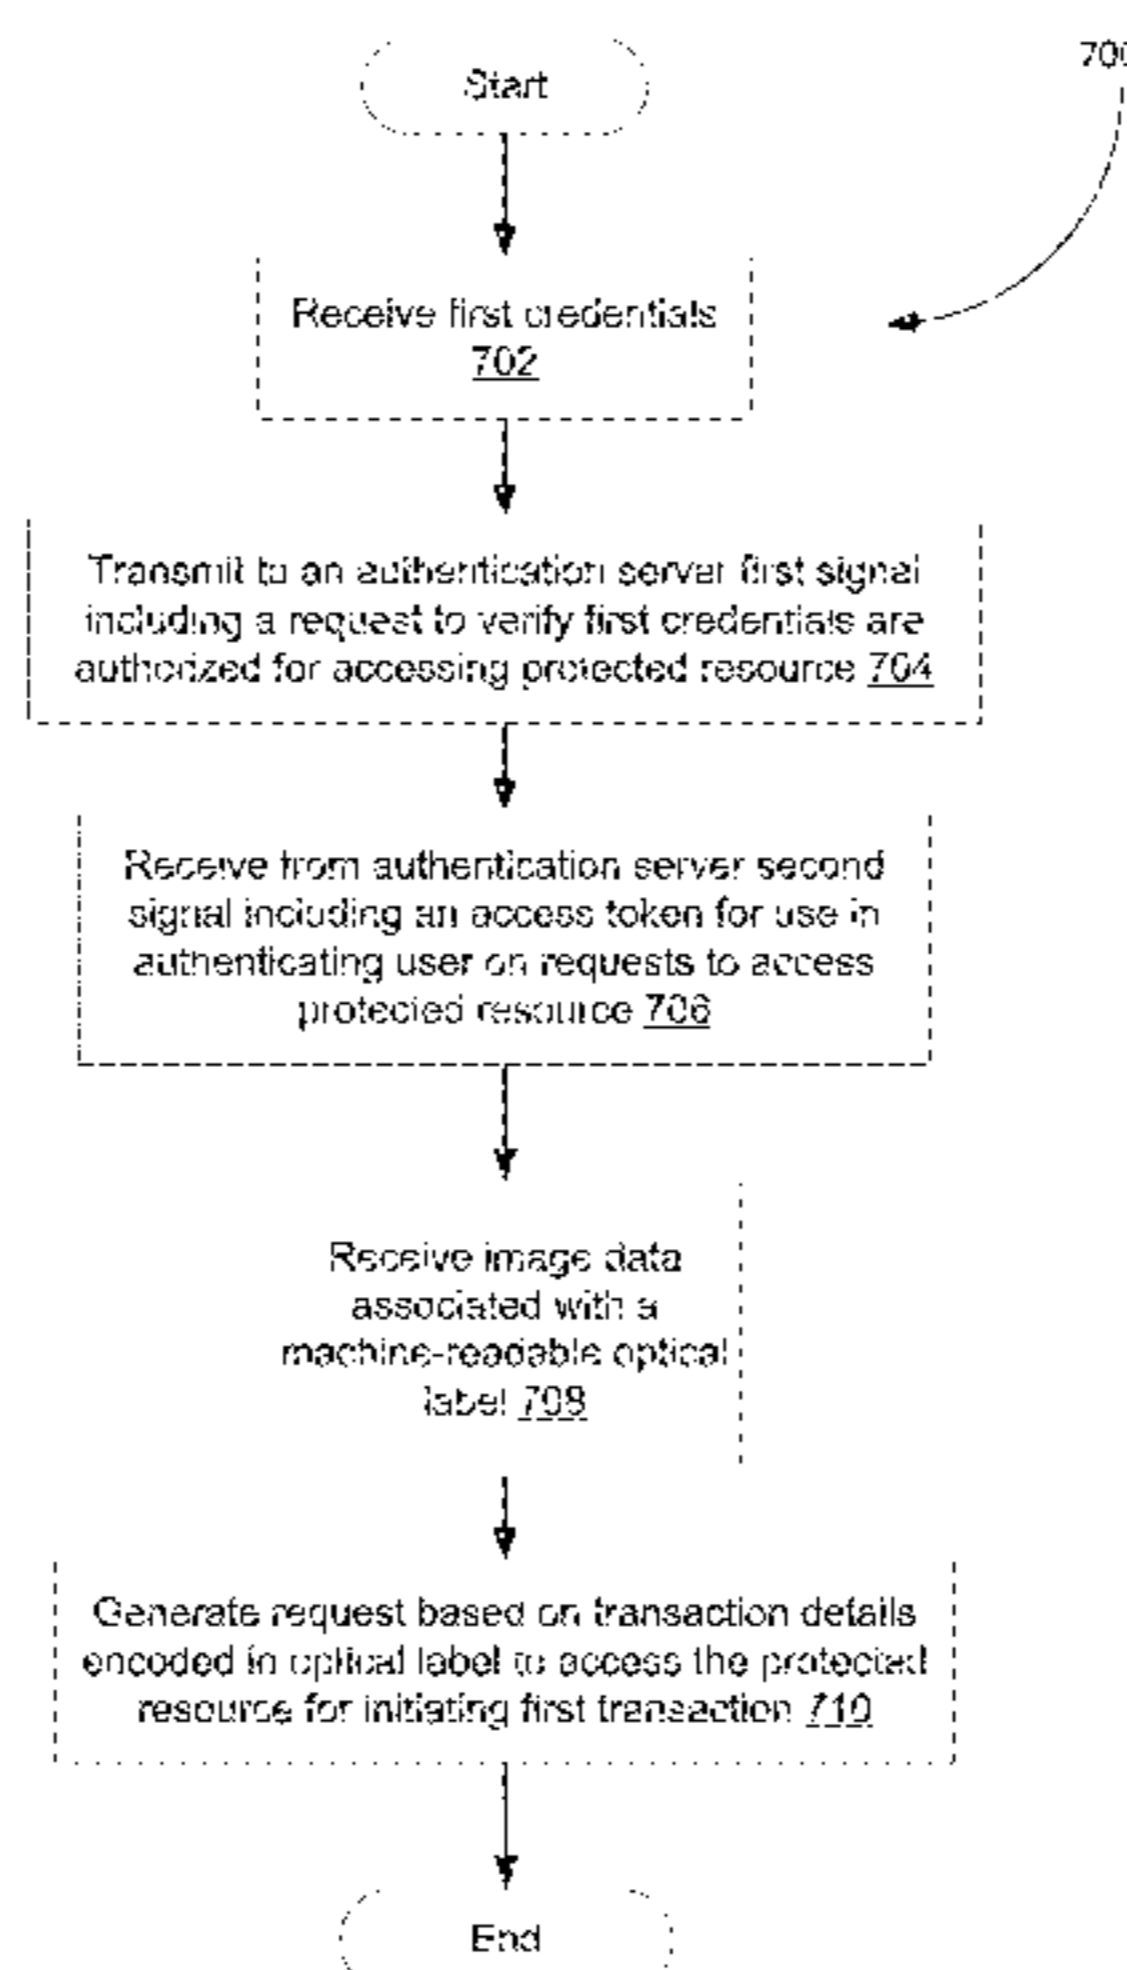 Start
700
Receive first credentials
702
Transmit to an authentication server first signal
including a request to verify first credentials are
authorized for accessing protected resource 704
Receive from authentication server second
signal including an access token for use in
authenticating user on requests to access
protected resource 706
Receive image data
associated with a
machine-readable optical
label 708
Generate request based on transaction details
encoded in optical label to access the protected
resource for initiating first transaction 710
End